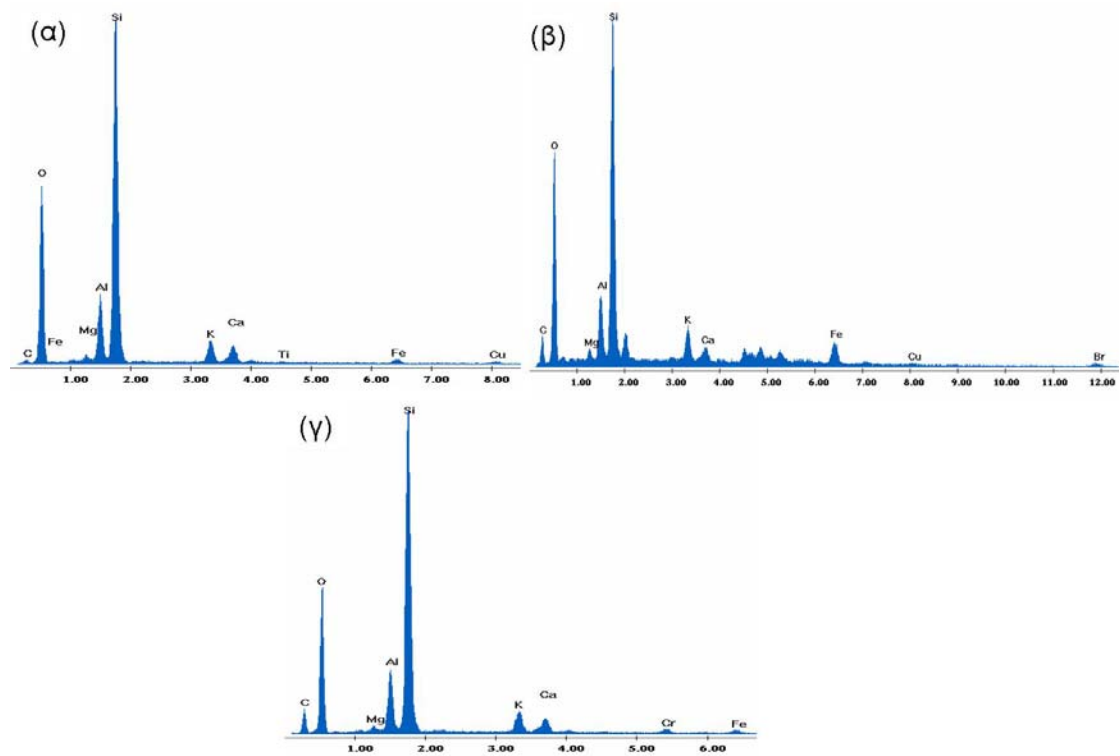 (α)
Si
O
Fe
C
Mg
Al
K
Ca
Ti
Fe
Cu
1.00 2.00 3.00 4.00 5.00 6.00 7.00 8.00
(β)
Si
O
C
Mg
Al
K
Ca
Fe
Cu
Br
1.00 2.00 3.00 4.00 5.00 6.00 7.00 8.00 9.00 10.00 11.00 12.00
(γ)
Si
O
C
Mg
Al
K
Ca
Cr
Fe
1.00 2.00 3.00 4.00 5.00 6.00